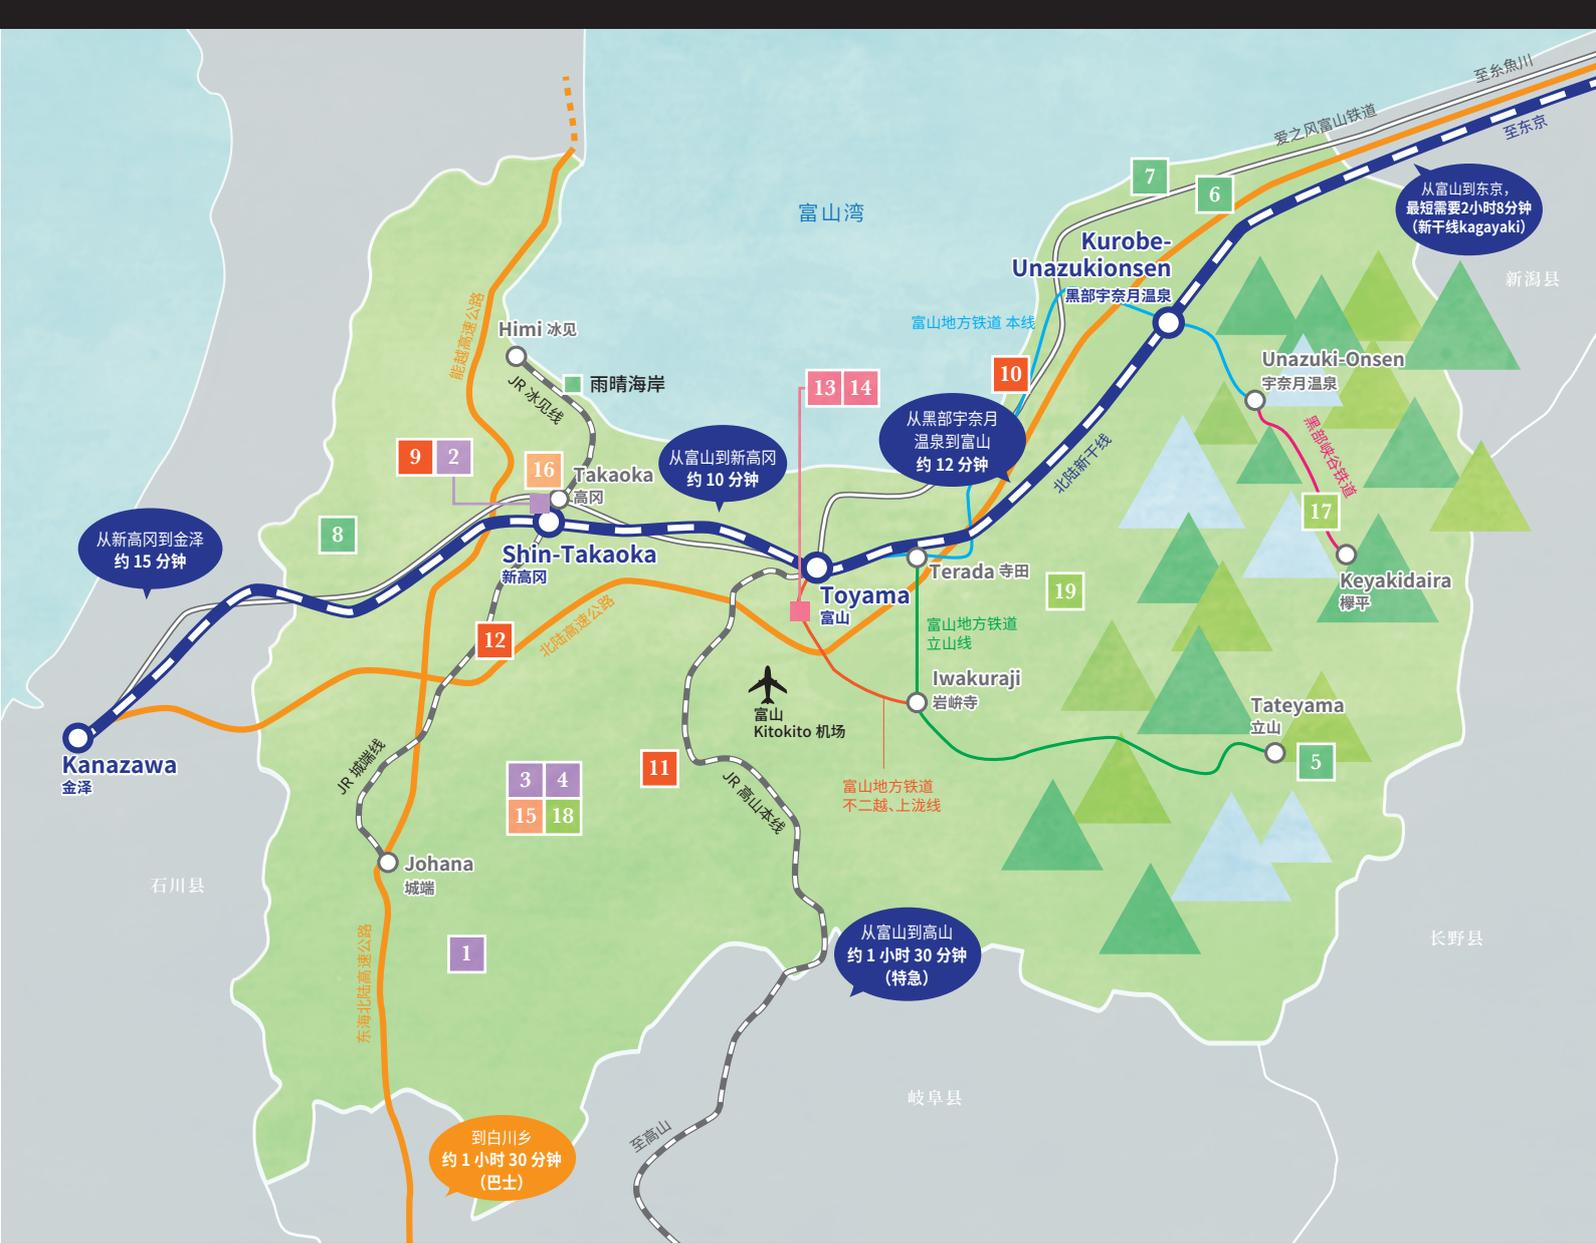 至糸魚川
爱之风富山铁道
至东京
从富山到东京，
最短需要2小时8分钟
（新干线kagayaki）
7
6
富山湾
Kurobe-
Unazukionsen
黑部宇奈月温泉
新潟县
能越高速公路
Himi 冰见
富山地方铁道 本线
雨晴海岸
JR 冰见线
10
13
14
Unazuki-Onsen
宇奈月温泉
黑部峡谷铁道
从黑部宇奈月
温泉到富山
约 12 分钟
北陆新干线
9
2
16
Takaoka
高冈
从富山到新高冈
约 10 分钟
17
8
从新高冈到金泽
约 15 分钟
Shin-Takaoka
新高冈
Terada 寺田
Toyama
富山
19
Keyakidaira
欅平
12
北陆高速公路
富山地方铁道
立山线
Iwakuraji
岩峅寺
富山
Kitokito 机场
Tateyama
立山
5
Kanazawa
金泽
JR 城端线
3
4
15
18
11
JR 高山本线
富山地方铁道
不二越、上泷线
Johana
城端
石川县
东海北陆高速公路
1
从富山到高山
约 1 小时 30 分钟
（特急）
长野县
岐阜县
至高山
到白川乡
约 1 小时 30 分钟
（巴士）